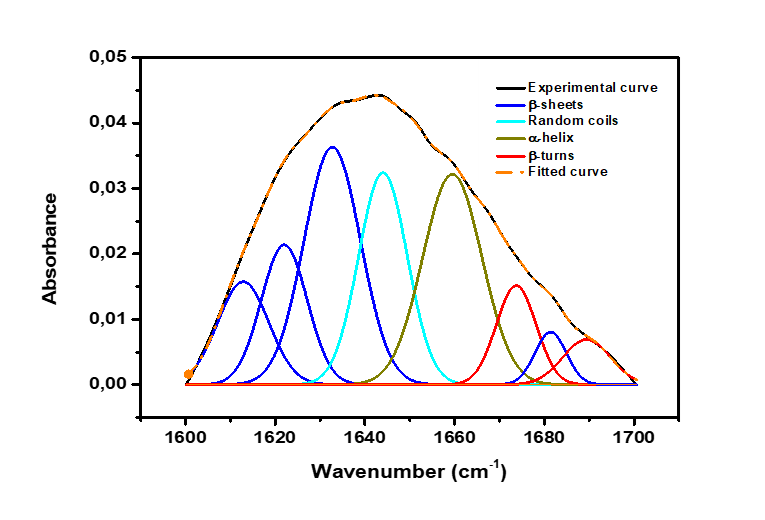 0,05
0,04
0,03
0,02
0,01
0,00
Absorbance
Experimental curve
β-sheets
Random coils
α-helix
β-turns
Fitted curve
1600 1620 1640 1660 1680 1700
Wavenumber (cm⁻¹)